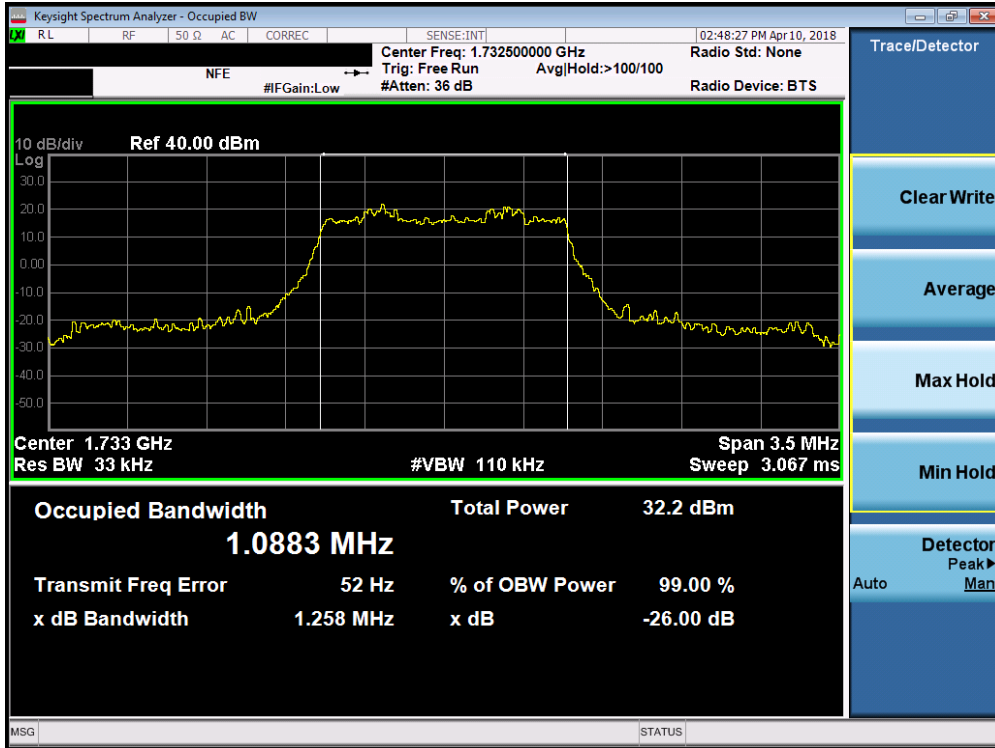 Keysight Spectrum Analyzer - Occupied BW
LXI RL RF 50 Ω AC CORREC SENSE:INT 02:48:27 PM Apr 10, 2018
Center Freq: 1.732500000 GHz Radio Std: None
NFE Trig: Free Run Avg|Hold:>100/100
#IFGain:Low #Atten: 36 dB Radio Device: BTS
10 dB/div Ref 40.00 dBm
Log
30.0
20.0
10.0
0.00
-10.0
-20.0
-30.0
-40.0
-50.0
Center 1.733 GHz Span 3.5 MHz
Res BW 33 kHz #VBW 110 kHz Sweep 3.067 ms
Occupied Bandwidth Total Power 32.2 dBm
1.0883 MHz
Transmit Freq Error 52 Hz % of OBW Power 99.00 %
x dB Bandwidth 1.258 MHz x dB -26.00 dB
MSG STATUS
Trace/Detector
Clear Write
Average
Max Hold
Min Hold
Detector
Peak▶
Auto Man